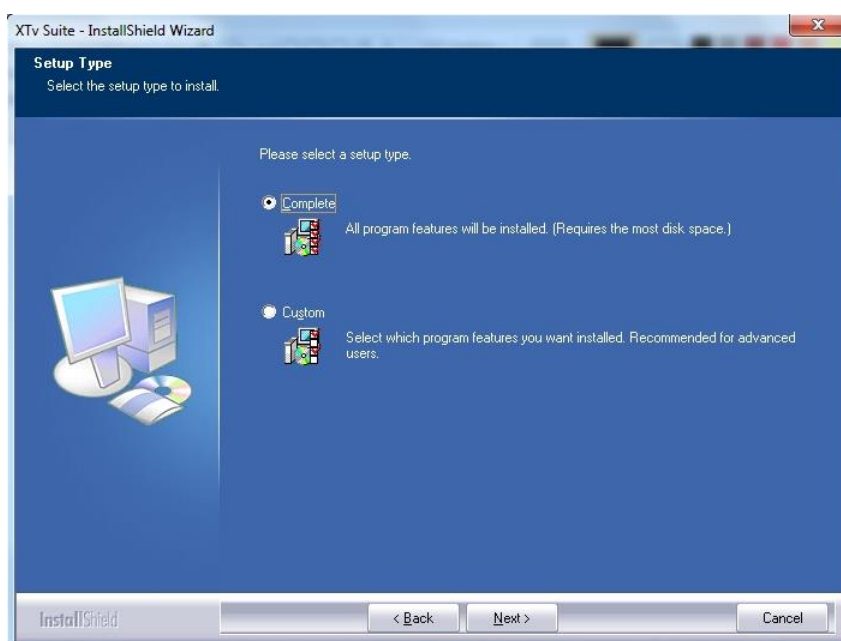 XTv Suite - InstallShield Wizard
Setup Type
Select the setup type to install.
Please select a setup type.
Complete
All program features will be installed. (Requires the most disk space.)
Custom
Select which program features you want installed. Recommended for advanced
users.
InstallShield
< Back
Next >
Cancel